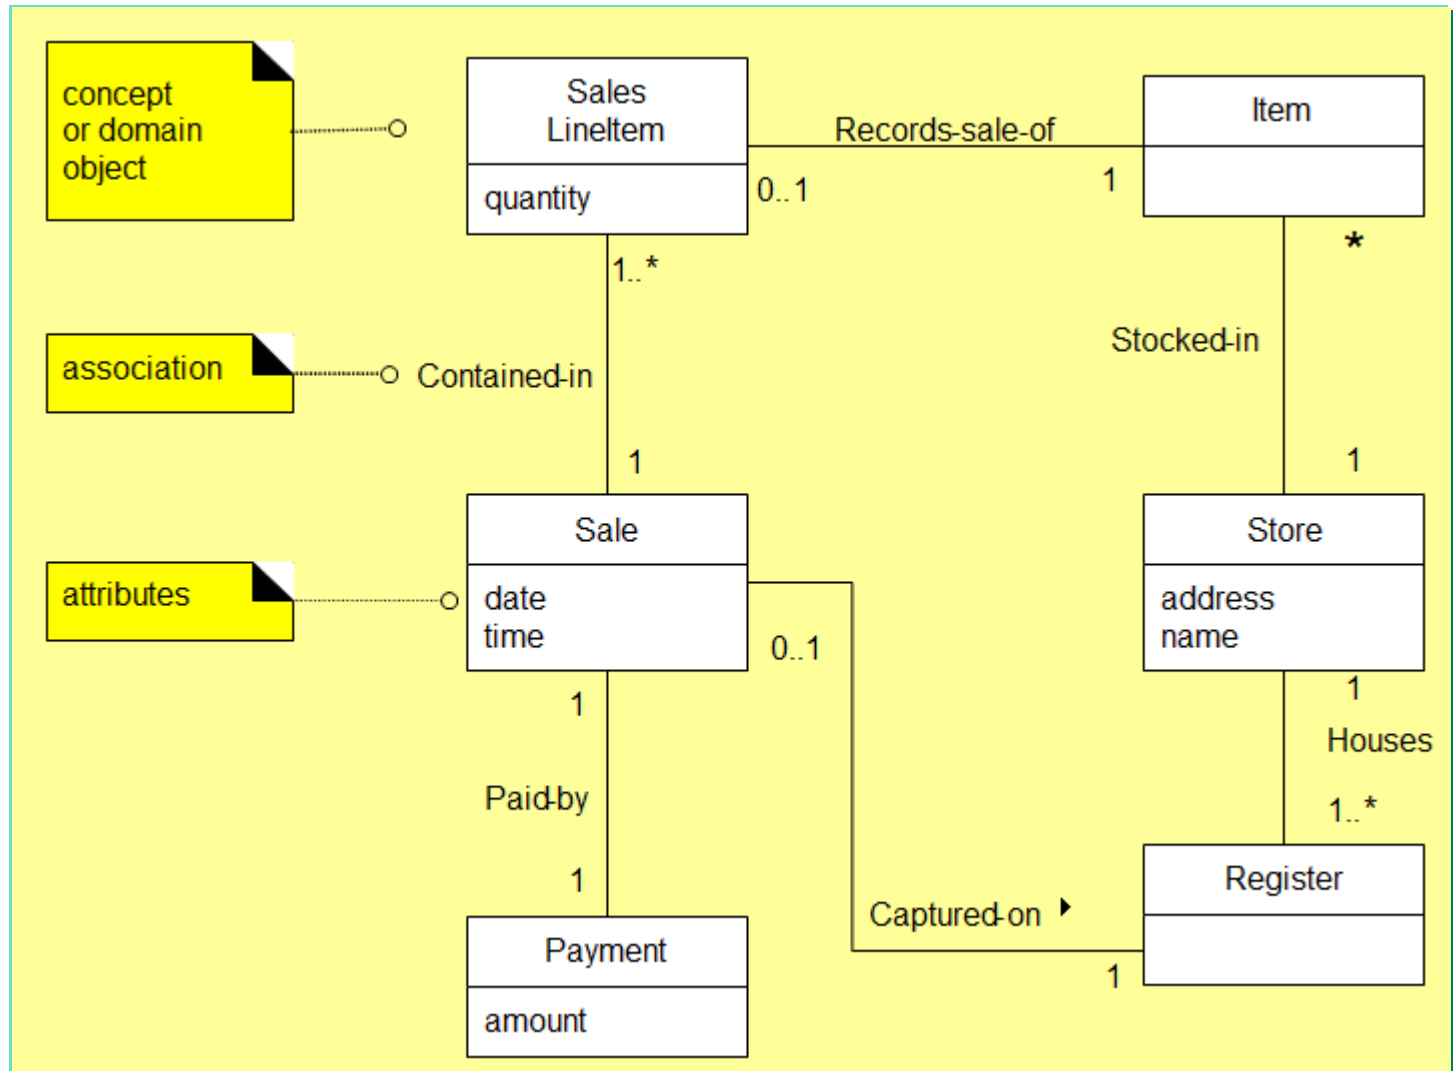 concept
or domain
object
Sales
LineItem
quantity
Records-sale-of
0..1
1
Item
*
1..*
association
Contained-in
1
Stocked-in
1
attributes
Sale
date
time
0..1
Store
address
name
1
Paid-by
1
1
Houses
1..*
Captured-on
1
Payment
amount
Register